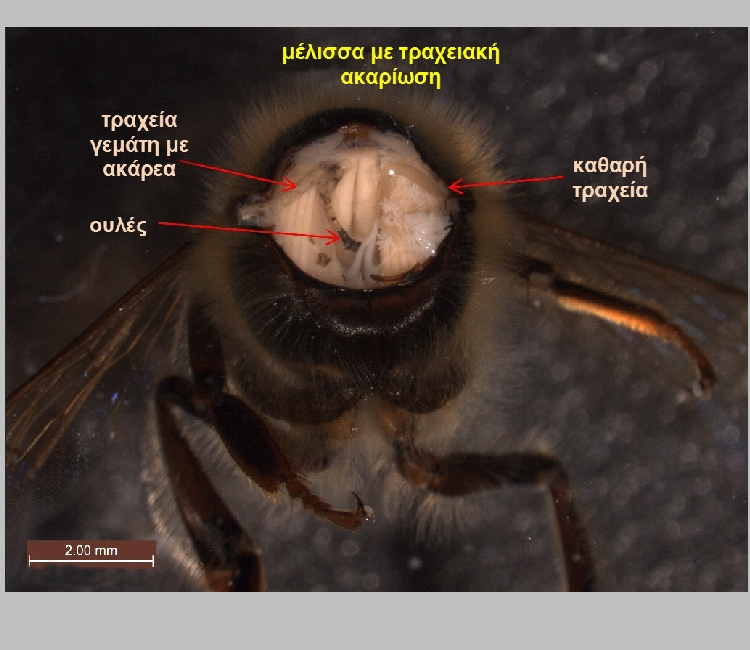 μέλισσα με τραχειακή
ακαρίωση
τραχεία
γεμάτη με
ακάρεα
καθαρή
τραχεία
ουλές
2.00 mm